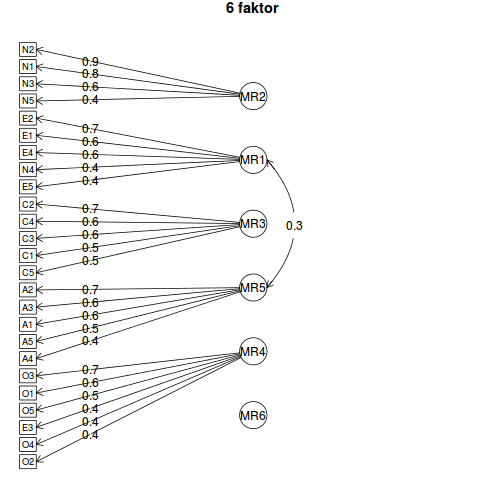 6 faktor
N2
N1
N3
N5
E2
E1
E4
N4
E5
C2
C4
C3
C1
C5
A2
A3
A1
A5
A4
O3
O1
O5
E3
O4
O2
0.9
0.8
0.6
0.4
0.7
0.6
0.6
0.4
0.4
0.7
0.6
0.6
0.5
0.5
0.7
0.6
0.6
0.5
0.4
0.7
0.6
0.5
0.4
0.4
0.4
MR2
MR1
MR3
MR5
MR4
MR6
0.3